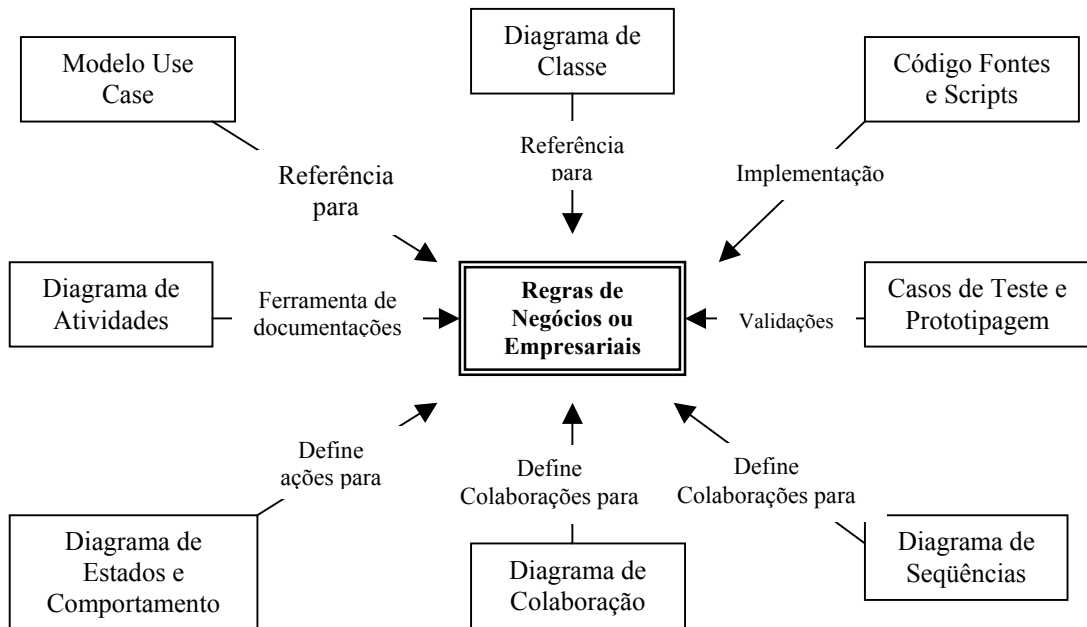 Modelo Use
Case
Diagrama de
Classe
Código Fontes
e Scripts
Referência
para
Referência
para
Implementação
Diagrama de
Atividades
Ferramenta de
documentações
Regras de
Negócios ou
Empresariais
Validações
Casos de Teste e
Prototipagem
Define
ações para
Define
Colaborações para
Define
Colaborações para
Diagrama de
Estados e
Comportamento
Diagrama de
Colaboração
Diagrama de
Seqüências